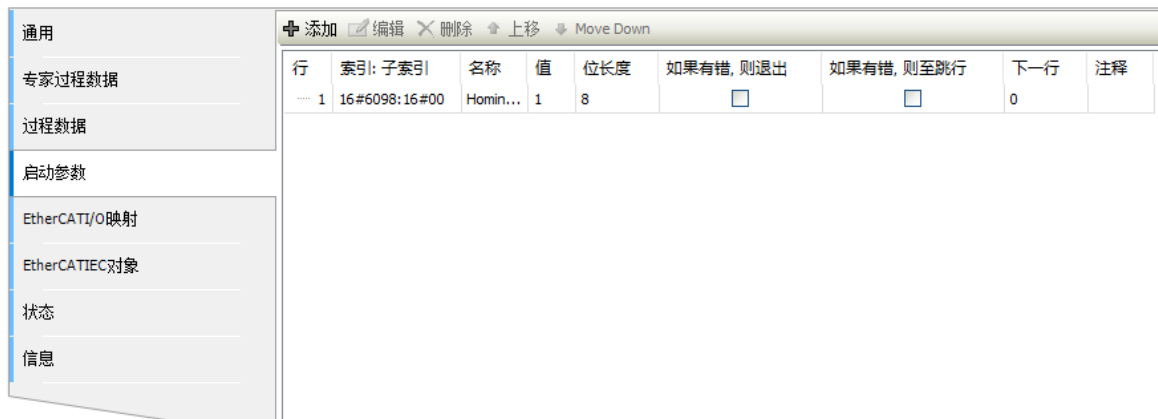 通用
专家过程数据
过程数据
启动参数
EtherCATI/O映射
EtherCATIEC对象
状态
信息
添加 编辑 删除 上移 Move Down
行 索引: 子索引 名称 值 位长度 如果有错, 则退出 如果有错, 则至跳行 下一行 注释
1 16#6098:16#00 Homin... 1 8 0